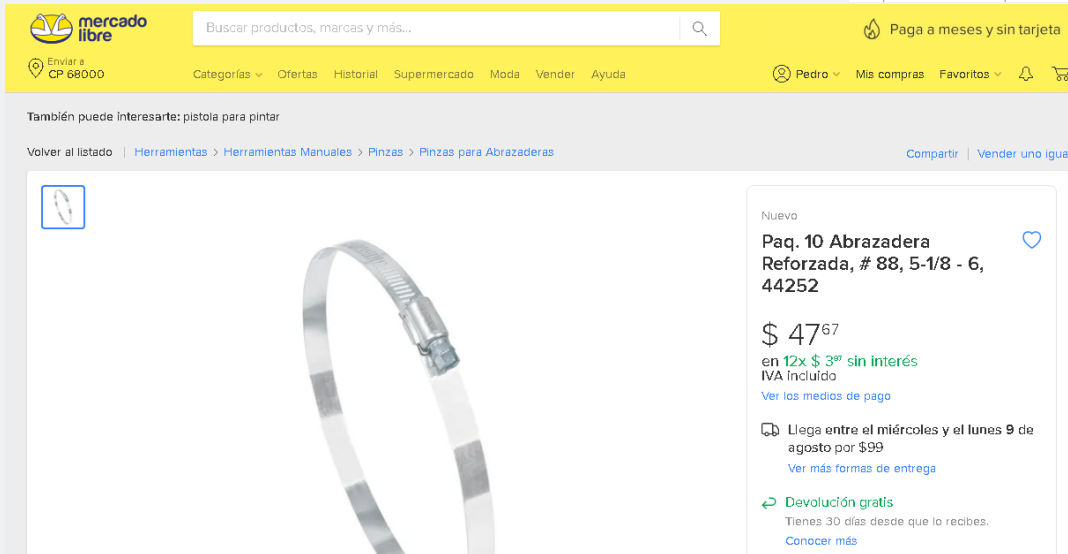 mercado
libre
Buscar productos, marcas y más...
Paga a meses y sin tarjeta
Enviar a
CP 68000
Categorías Ofertas Historial Supermercado Moda Vender Ayuda
Pedro Mis compras Favoritos
También puede interesarte: pistola para pintar
Volver al listado | Herramientas > Herramientas Manuales > Pinzas > Pinzas para Abrazaderas
Compartir | Vender uno igua
Nuevo
Paq. 10 Abrazadera
Reforzada, # 88, 5-1/8 - 6,
44252
$ 47 67
en 12x $ 3 97 sin interés
IVA incluido
Ver los medios de pago
Llega entre el miércoles y el lunes 9 de
agosto por $99
Ver más formas de entrega
Devolución gratis
Tienes 30 días desde que lo recibes.
Conocer más